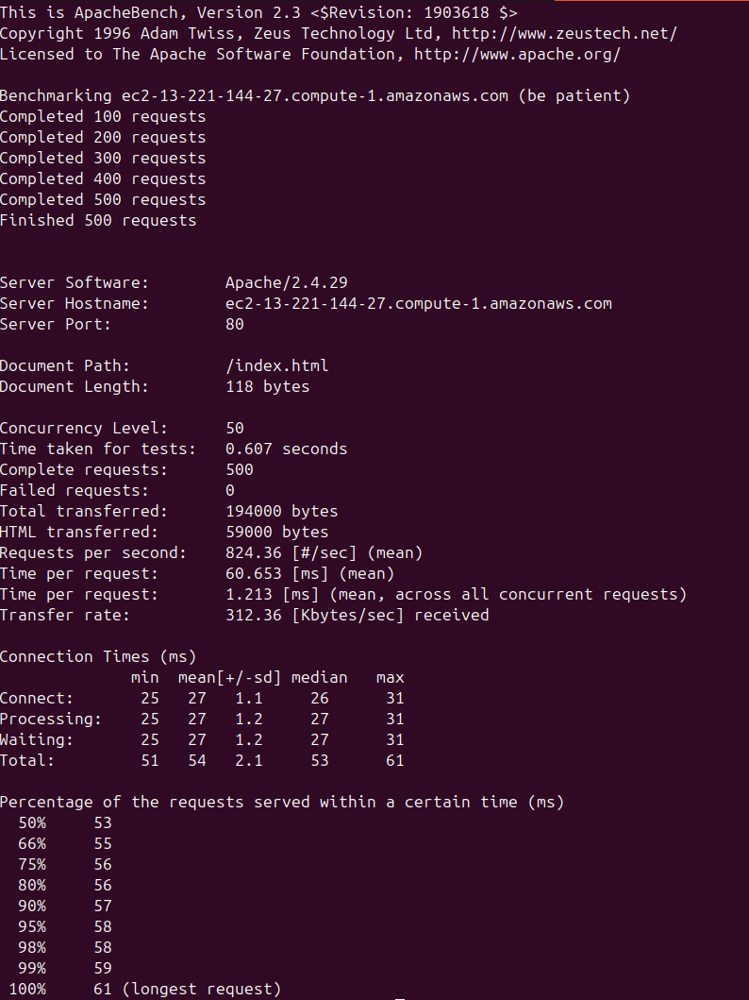 This is ApacheBench, Version 2.3 <$Revision: 1903618 $>
Copyright 1996 Adam Twiss, Zeus Technology Ltd, http://www.zeustech.net/
Licensed to The Apache Software Foundation, http://www.apache.org/

Benchmarking ec2-13-221-144-27.compute-1.amazonaws.com (be patient)
Completed 100 requests
Completed 200 requests
Completed 300 requests
Completed 400 requests
Completed 500 requests
Finished 500 requests


Server Software:        Apache/2.4.29
Server Hostname:        ec2-13-221-144-27.compute-1.amazonaws.com
Server Port:            80

Document Path:          /index.html
Document Length:        118 bytes

Concurrency Level:      50
Time taken for tests:   0.607 seconds
Complete requests:      500
Failed requests:        0
Total transferred:      194000 bytes
HTML transferred:       59000 bytes
Requests per second:    824.36 [#/sec] (mean)
Time per request:       60.653 [ms] (mean)
Time per request:       1.213 [ms] (mean, across all concurrent requests)
Transfer rate:          312.36 [Kbytes/sec] received

Connection Times (ms)
              min  mean[+/-sd] median   max
Connect:       25   27   1.1     26      31
Processing:    25   27   1.2     27      31
Waiting:       25   27   1.2     27      31
Total:         51   54   2.1     53      61

Percentage of the requests served within a certain time (ms)
  50%     53
  66%     55
  75%     56
  80%     56
  90%     57
  95%     58
  98%     58
  99%     59
 100%     61 (longest request)